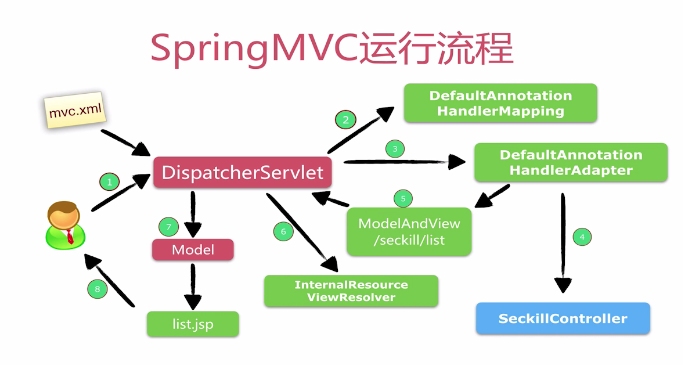 SpringMVC运行流程
mvc.xml
DefaultAnnotation
HandlerMapping
2
3
DefaultAnnotation
HandlerAdapter
DispatcherServlet
1
5
ModelAndView
/seckill/list
7
6
4
Model
InternalResource
ViewResolver
8
list.jsp
SeckillController